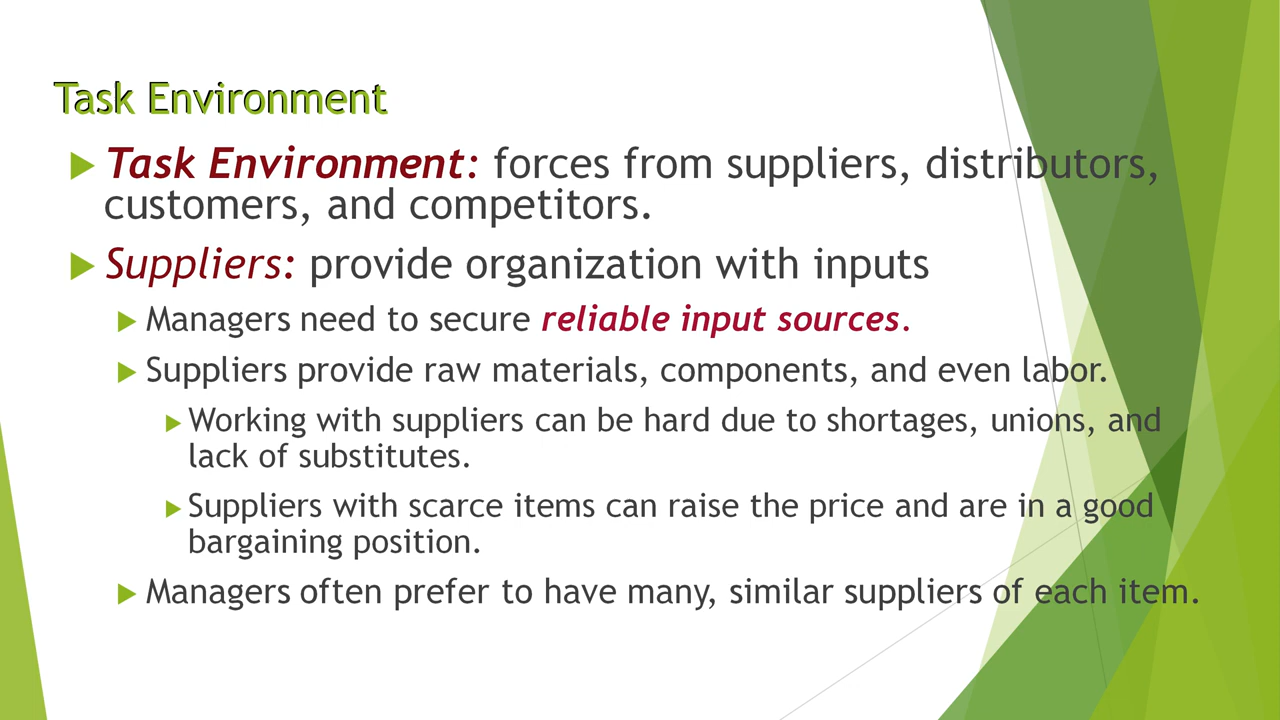 Task Environment
Task Environment: forces from suppliers, distributors,
customers, and competitors.
Suppliers: provide organization with inputs
Managers need to secure reliable input sources.
Suppliers provide raw materials, components, and even labor.
Working with suppliers can be hard due to shortages, unions, and
lack of substitutes.
Suppliers with scarce items can raise the price and are in a good
bargaining position.
Managers often prefer to have many, similar suppliers of each item.